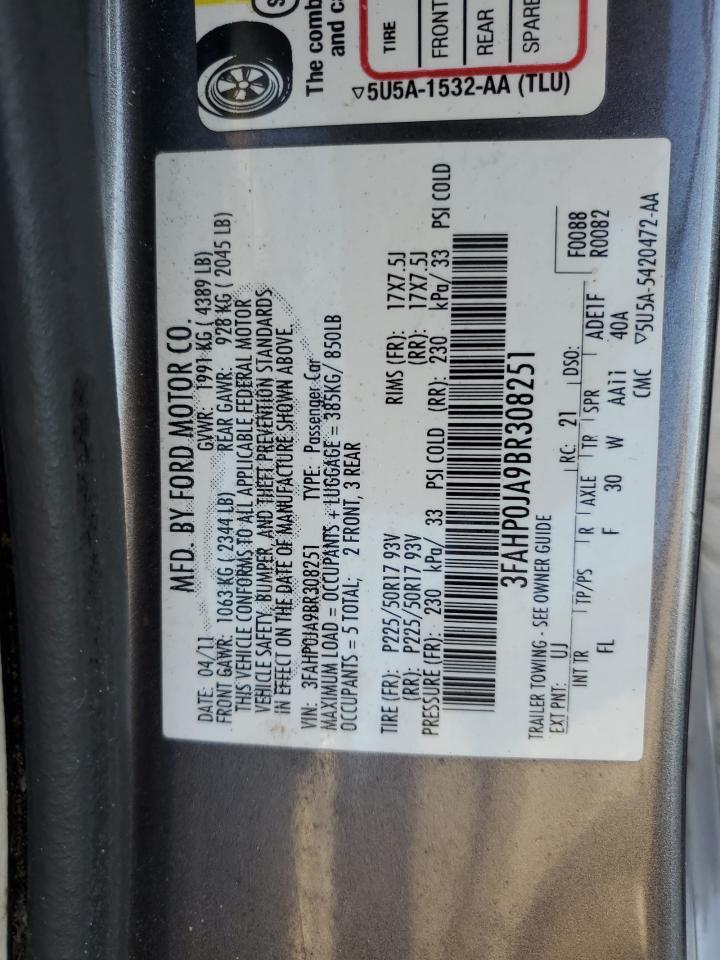 The comb
and ca
TIRE
FRONT
REAR
SPARE
▽5U5A-1532-AA (TLU)
MFD. BY FORD MOTOR CO.
DATE: 04/11 GVWR: 1991 KG ( 4389 LB)
FRONT GAWR: 1063 KG ( 2344 LB) REAR GAWR: 928 KG ( 2045 LB)
THIS VEHICLE CONFORMS TO ALL APPLICABLE FEDERAL MOTOR
VEHICLE SAFETY, BUMPER, AND THEFT PREVENTION STANDARDS
IN EFFECT ON THE DATE OF MANUFACTURE SHOWN ABOVE.
VIN: 3FAHP0JA9BR308251 TYPE: Passenger Car
MAXIMUM LOAD = OCCUPANTS + LUGGAGE = 385KG/ 850LB
OCCUPANTS = 5 TOTAL; 2 FRONT, 3 REAR
TIRE (FR): P225/50R17 93V RIMS (FR): 17X7.5J
(RR): P225/50R17 93V (RR): 17X7.5J
PRESSURE (FR): 230 kPa/ 33 PSI COLD (RR): 230 kPa/ 33 PSI COLD
3FAHP0JA9BR308251
TRAILER TOWING - SEE OWNER GUIDE
EXT PNT: UJ RC: 21 DSO: F0088
R0082
INT TR TP/PS R AXLE TR SPR ADE1F
FL F 30 W AA11 40A
CMC ▽5U5A-5420472-AA